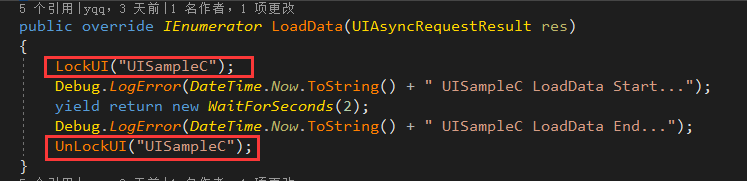 5 个引用|yqq，3 天前|1 名作者，1 项更改
public override IEnumerator LoadData(UIAsyncRequestResult res)
{
LockUI("UISampleC");
Debug.LogError(DateTime.Now.ToString() + " UISampleC LoadData Start...");
yield return new WaitForSeconds(2);
Debug.LogError(DateTime.Now.ToString() + " UISampleC LoadData End...");
UnLockUI("UISampleC");
}